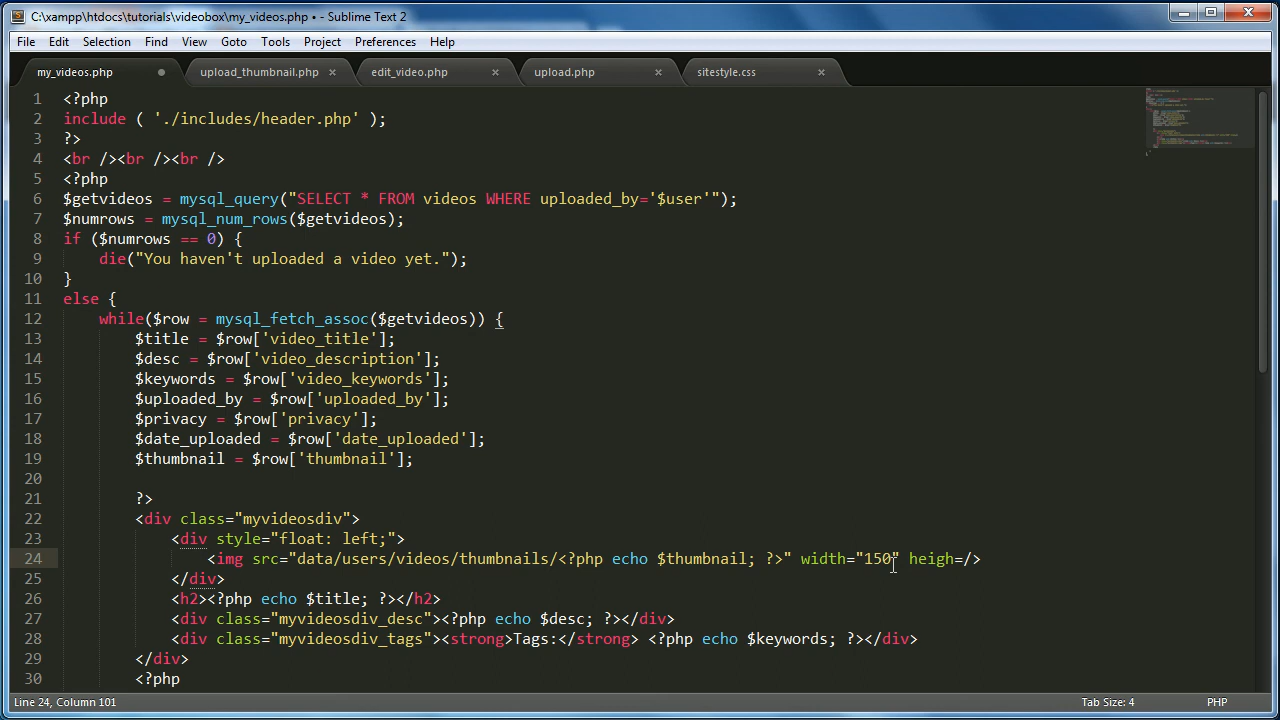 C:\xampp\htdocs\tutorials\videobox\my_videos.php • - Sublime Text 2
File Edit Selection Find View Goto Tools Project Preferences Help
my_videos.php upload_thumbnail.php edit_video.php upload.php sitestyle.css
1 <?php
2 include ( './includes/header.php' );
3 ?>
4 <br /><br /><br />
5 <?php
6 $getvideos = mysql_query("SELECT * FROM videos WHERE uploaded_by='$user'");
7 $numrows = mysql_num_rows($getvideos);
8 if ($numrows == 0) {
9 die("You haven't uploaded a video yet.");
10 }
11 else {
12 while($row = mysql_fetch_assoc($getvideos)) {
13 $title = $row['video_title'];
14 $desc = $row['video_description'];
15 $keywords = $row['video_keywords'];
16 $uploaded_by = $row['uploaded_by'];
17 $privacy = $row['privacy'];
18 $date_uploaded = $row['date_uploaded'];
19 $thumbnail = $row['thumbnail'];
20
21 ?>
22 <div class="myvideosdiv">
23 <div style="float: left;">
24 <img src="data/users/videos/thumbnails/<?php echo $thumbnail; ?>" width="150" heigh=/>
25 </div>
26 <h2><?php echo $title; ?></h2>
27 <div class="myvideosdiv_desc"><?php echo $desc; ?></div>
28 <div class="myvideosdiv_tags"><strong>Tags:</strong> <?php echo $keywords; ?></div>
29 </div>
30 <?php
Line 24, Column 101 Tab Size: 4 PHP